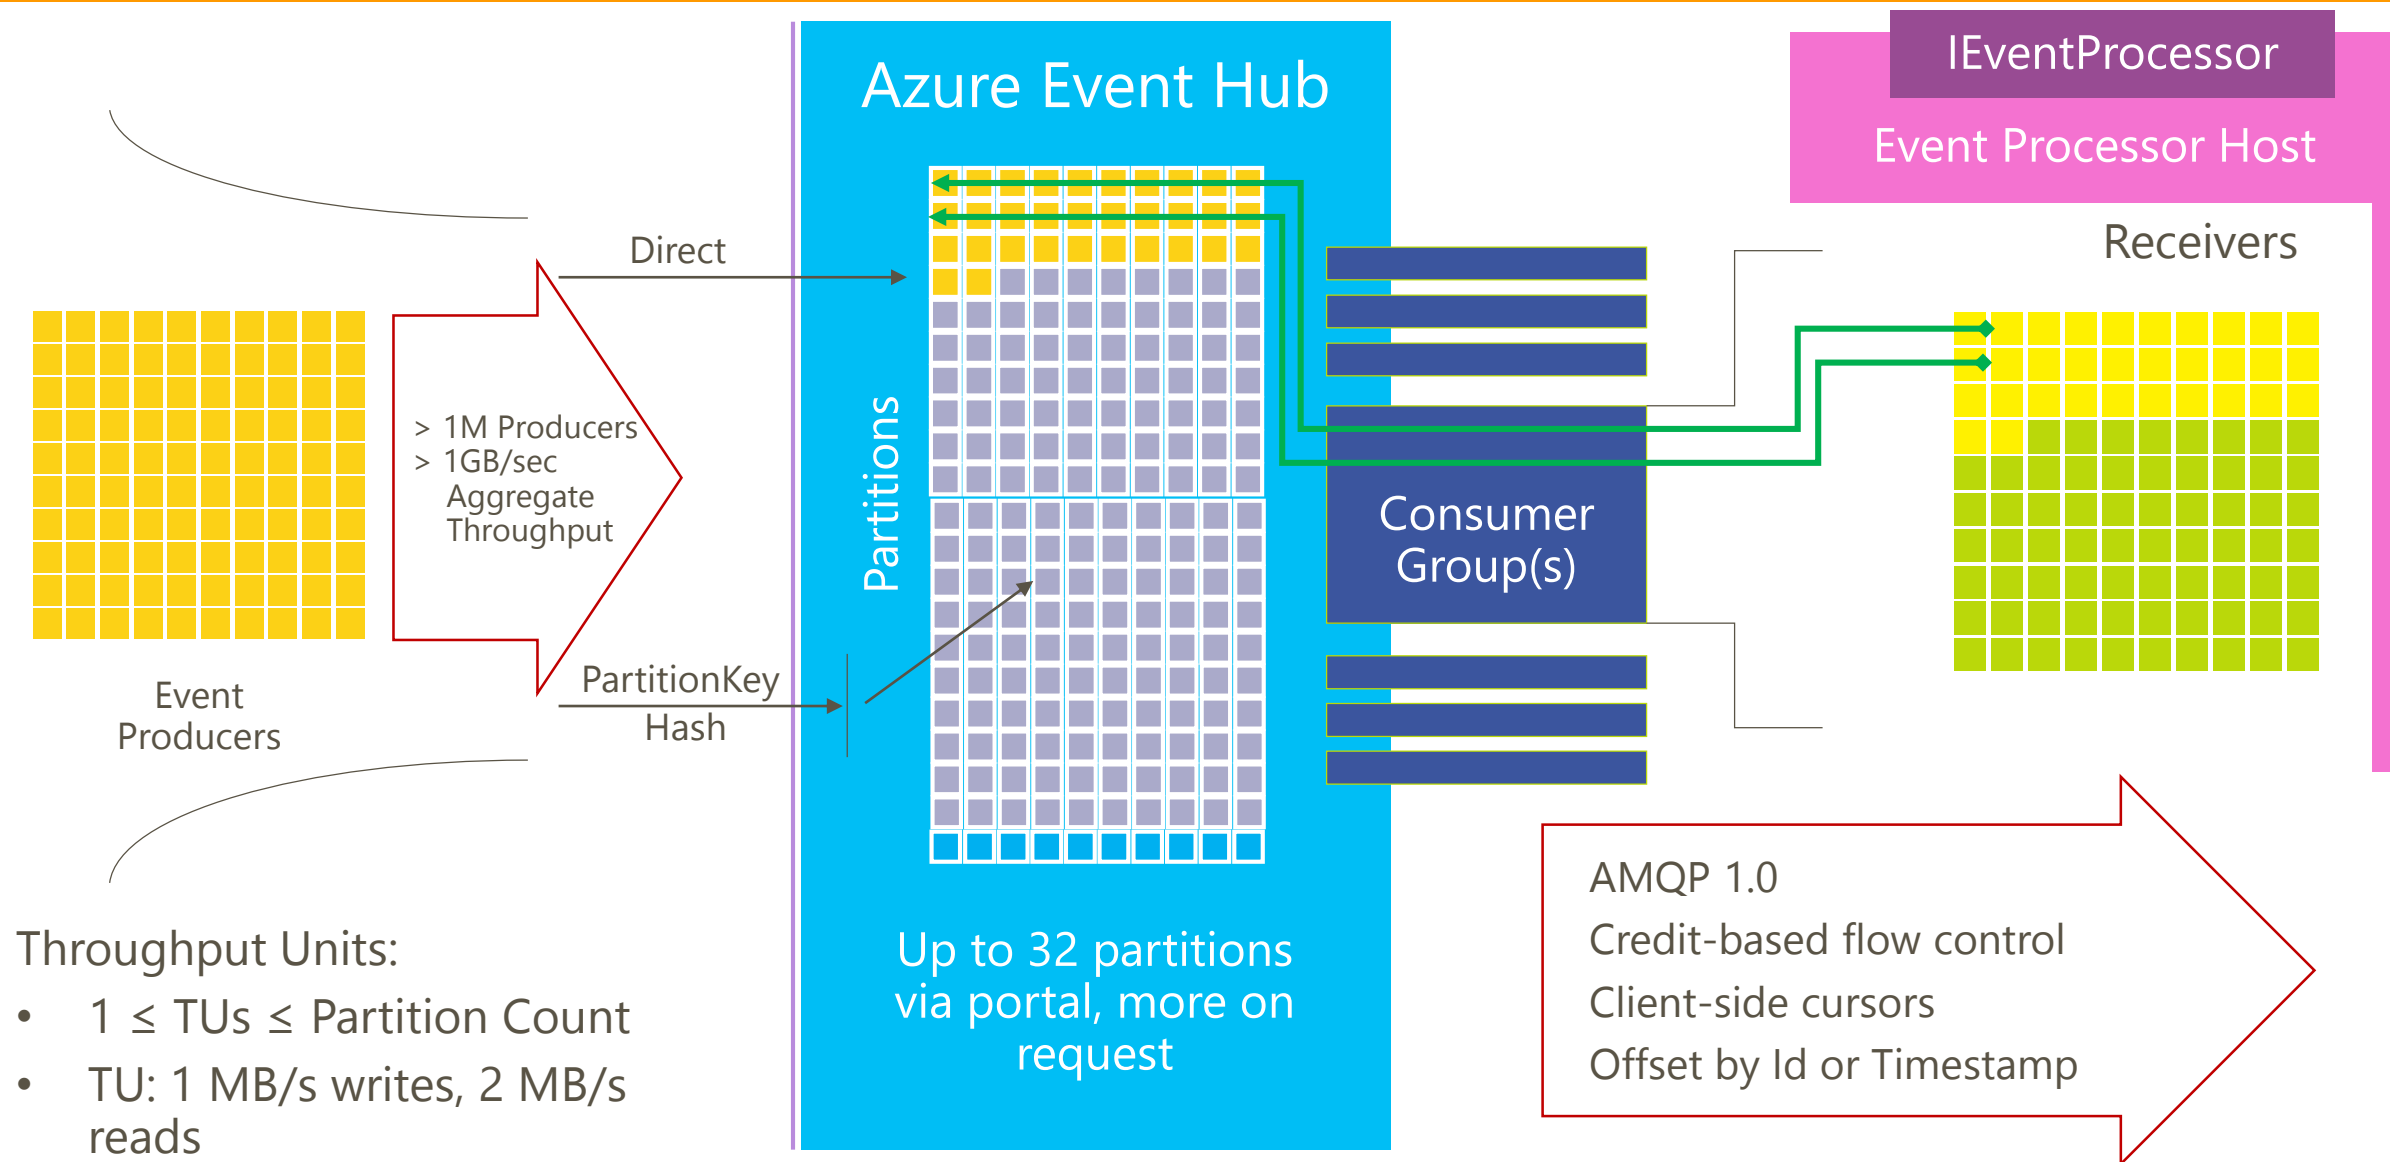 Azure Event Hub
IEventProcessor
Event Processor Host
Receivers
Direct
> 1M Producers
> 1GB/sec
Aggregate
Throughput
Partitions
Consumer
Group(s)
PartitionKey
Hash
Event
Producers
Throughput Units:
• 1 ≤ TUs ≤ Partition Count
• TU: 1 MB/s writes, 2 MB/s
reads
Up to 32 partitions
via portal, more on
request
AMQP 1.0
Credit-based flow control
Client-side cursors
Offset by Id or Timestamp